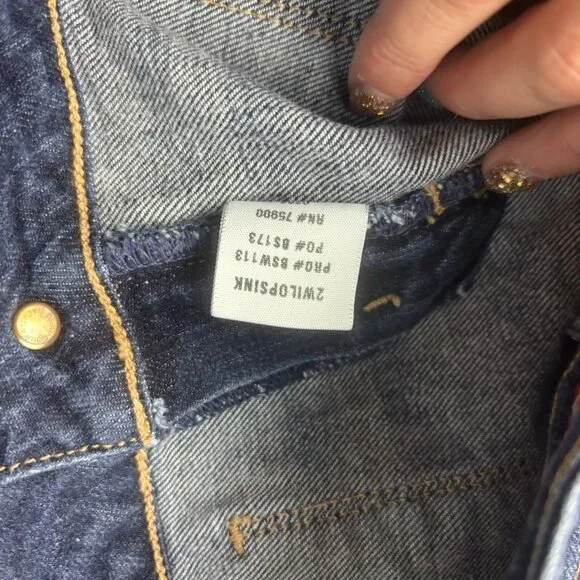 2WILOPSINK
PRO# BSW113
PO# BS173
RN# 75900